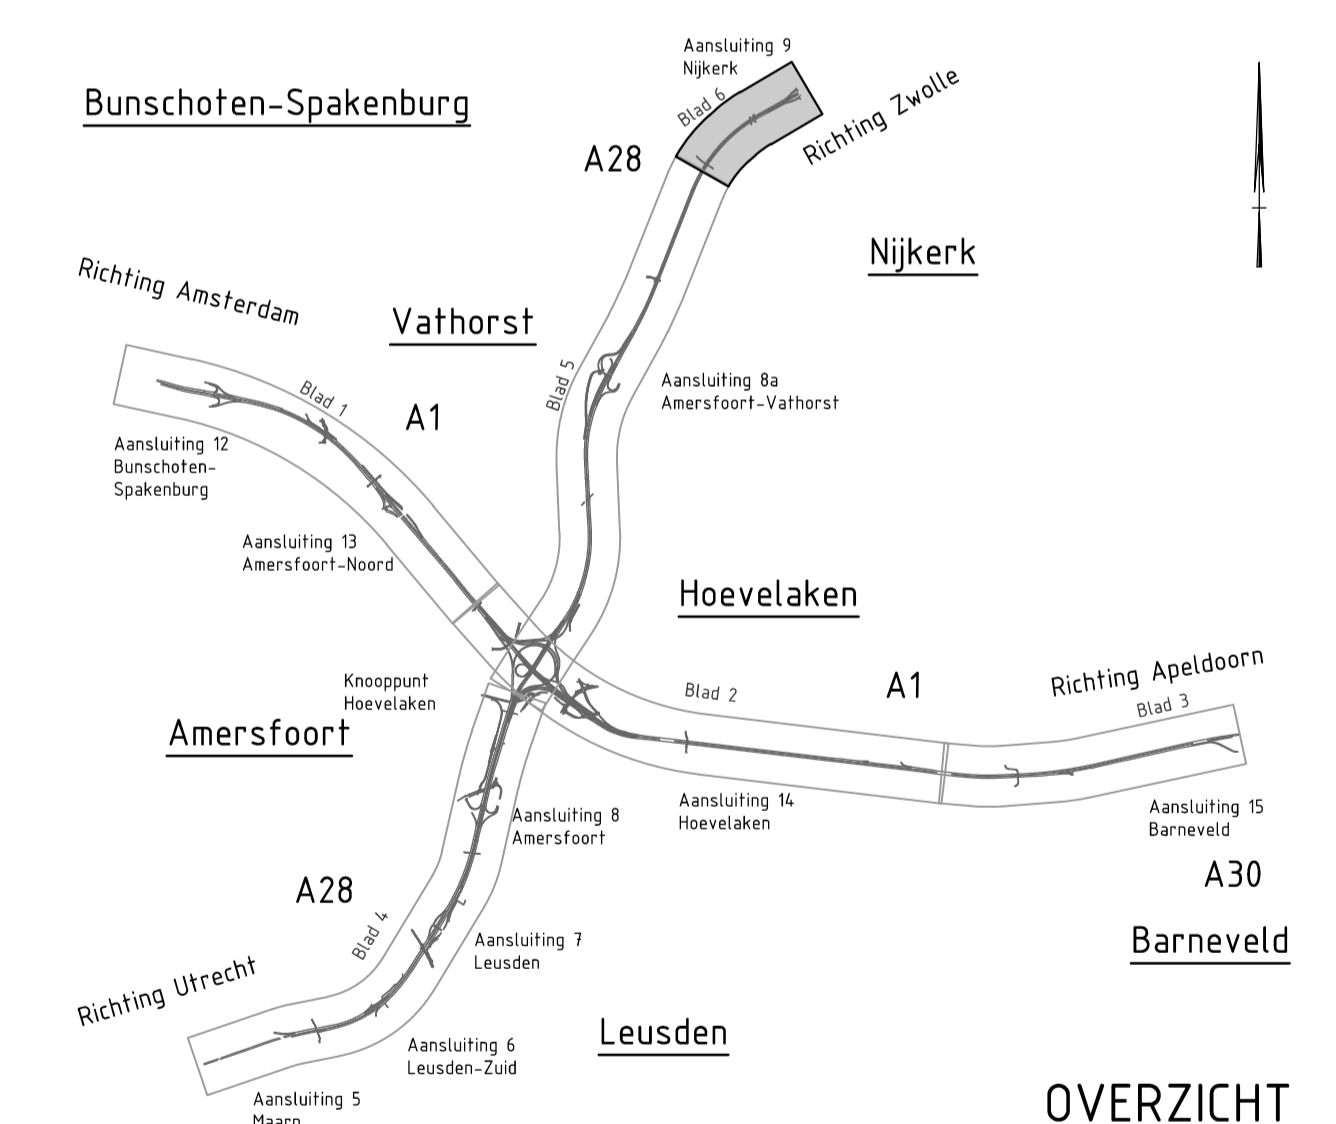 Aansluiting 9
Nijkerk
Bunschoten-Spakenburg
Blad 6
Richting Zwolle
A28
Nijkerk
Richting Amsterdam
Vathorst
Blad 5
Aansluiting 8a
Amersfoort-Vathorst
Blad 1
A1
Aansluiting 12
Bunschoten-
Spakenburg
Aansluiting 13
Amersfoort-Noord
Hoevelaken
Knooppunt
Hoevelaken
Blad 2
A1
Richting Apeldoorn
Blad 3
Amersfoort
Aansluiting 14
Hoevelaken
Aansluiting 15
Barneveld
Aansluiting 8
Amersfoort
A28
A30
Blad 4
Aansluiting 7
Leusden
Barneveld
Richting Utrecht
Leusden
Aansluiting 6
Leusden-Zuid
Aansluiting 5
Maarn
OVERZICHT